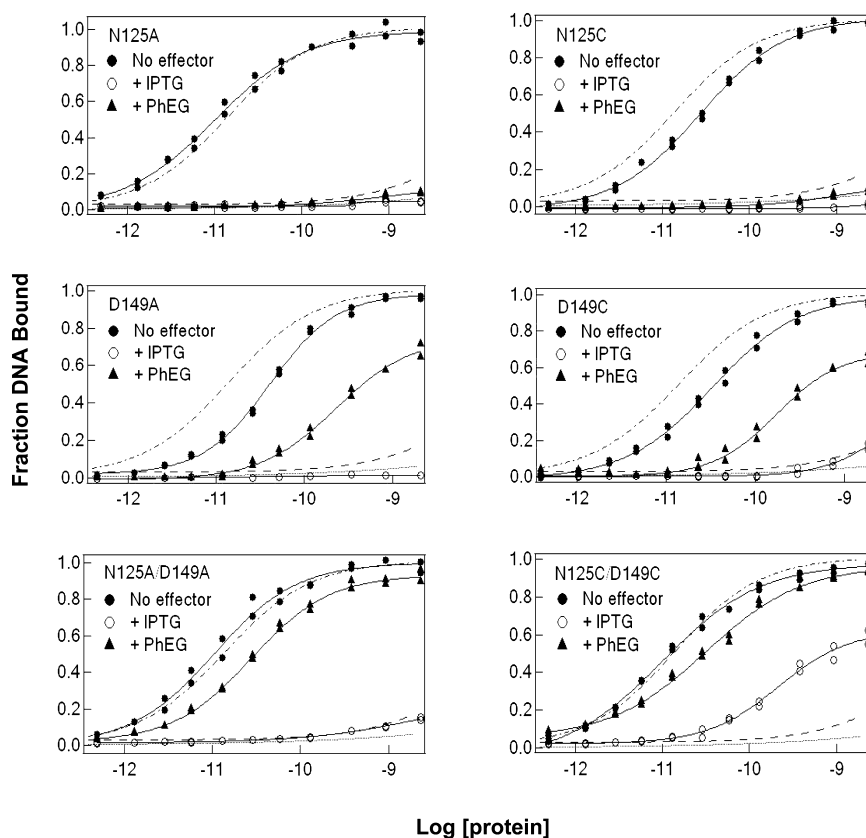 N125A
No effector
+ IPTG
+ PhEG
1.0
0.8
0.6
0.4
0.2
0.0
-12
-11
-10
-9
N125C
No effector
+ IPTG
+ PhEG
1.0
0.8
0.6
0.4
0.2
0.0
-12
-11
-10
-9
Fraction DNA Bound
D149A
No effector
+ IPTG
+ PhEG
1.0
0.8
0.6
0.4
0.2
0.0
-12
-11
-10
-9
D149C
No effector
+ IPTG
+ PhEG
1.0
0.8
0.6
0.4
0.2
0.0
-12
-11
-10
-9
N125A/D149A
No effector
+ IPTG
+ PhEG
1.0
0.8
0.6
0.4
0.2
0.0
-12
-11
-10
-9
N125C/D149C
No effector
+ IPTG
+ PhEG
1.0
0.8
0.6
0.4
0.2
0.0
-12
-11
-10
-9
Log [protein]